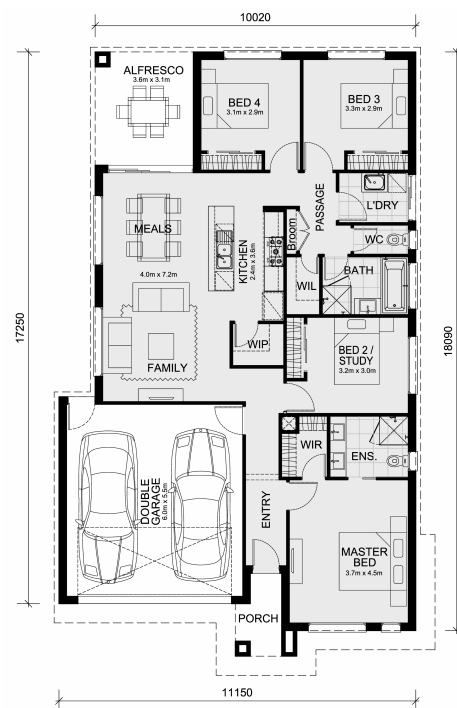 10020
ALFRESCO
3.6m x 3.1m
BED 4
3.1m x 2.9m
BED 3
3.3m x 2.9m
L'DRY
PASSAGE
Broom
WC
MEALS
KITCHEN
2.4m x 3.6m
4.0m x 7.2m
WIL
BATH
17250
18090
WIP
FAMILY
BED 2 /
STUDY
3.2m x 3.0m
WIR
ENS.
DOUBLE
GARAGE
6.0m x 5.5m
ENTRY
MASTER
BED
3.7m x 4.5m
PORCH
11150